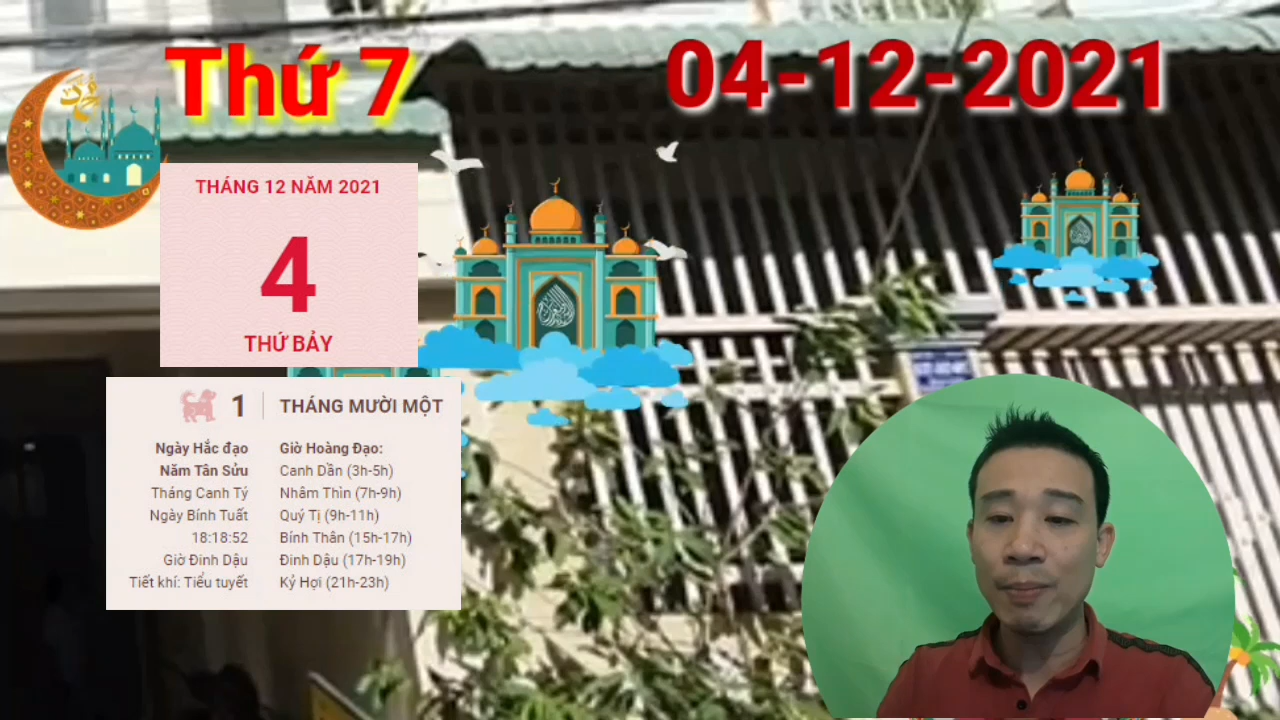 Thứ 7
04-12-2021
THÁNG 12 NĂM 2021
4
THỨ BẢY
1 THÁNG MƯỜI MỘT
Ngày Hắc đạo
Năm Tân Sửu
Tháng Canh Tý
Ngày Bính Tuất
18:18:52
Giờ Đinh Dậu
Tiết khí: Tiểu tuyết
Giờ Hoàng Đạo:
Canh Dần (3h-5h)
Nhâm Thìn (7h-9h)
Quý Tị (9h-11h)
Bính Thân (15h-17h)
Đinh Dậu (17h-19h)
Kỷ Hợi (21h-23h)